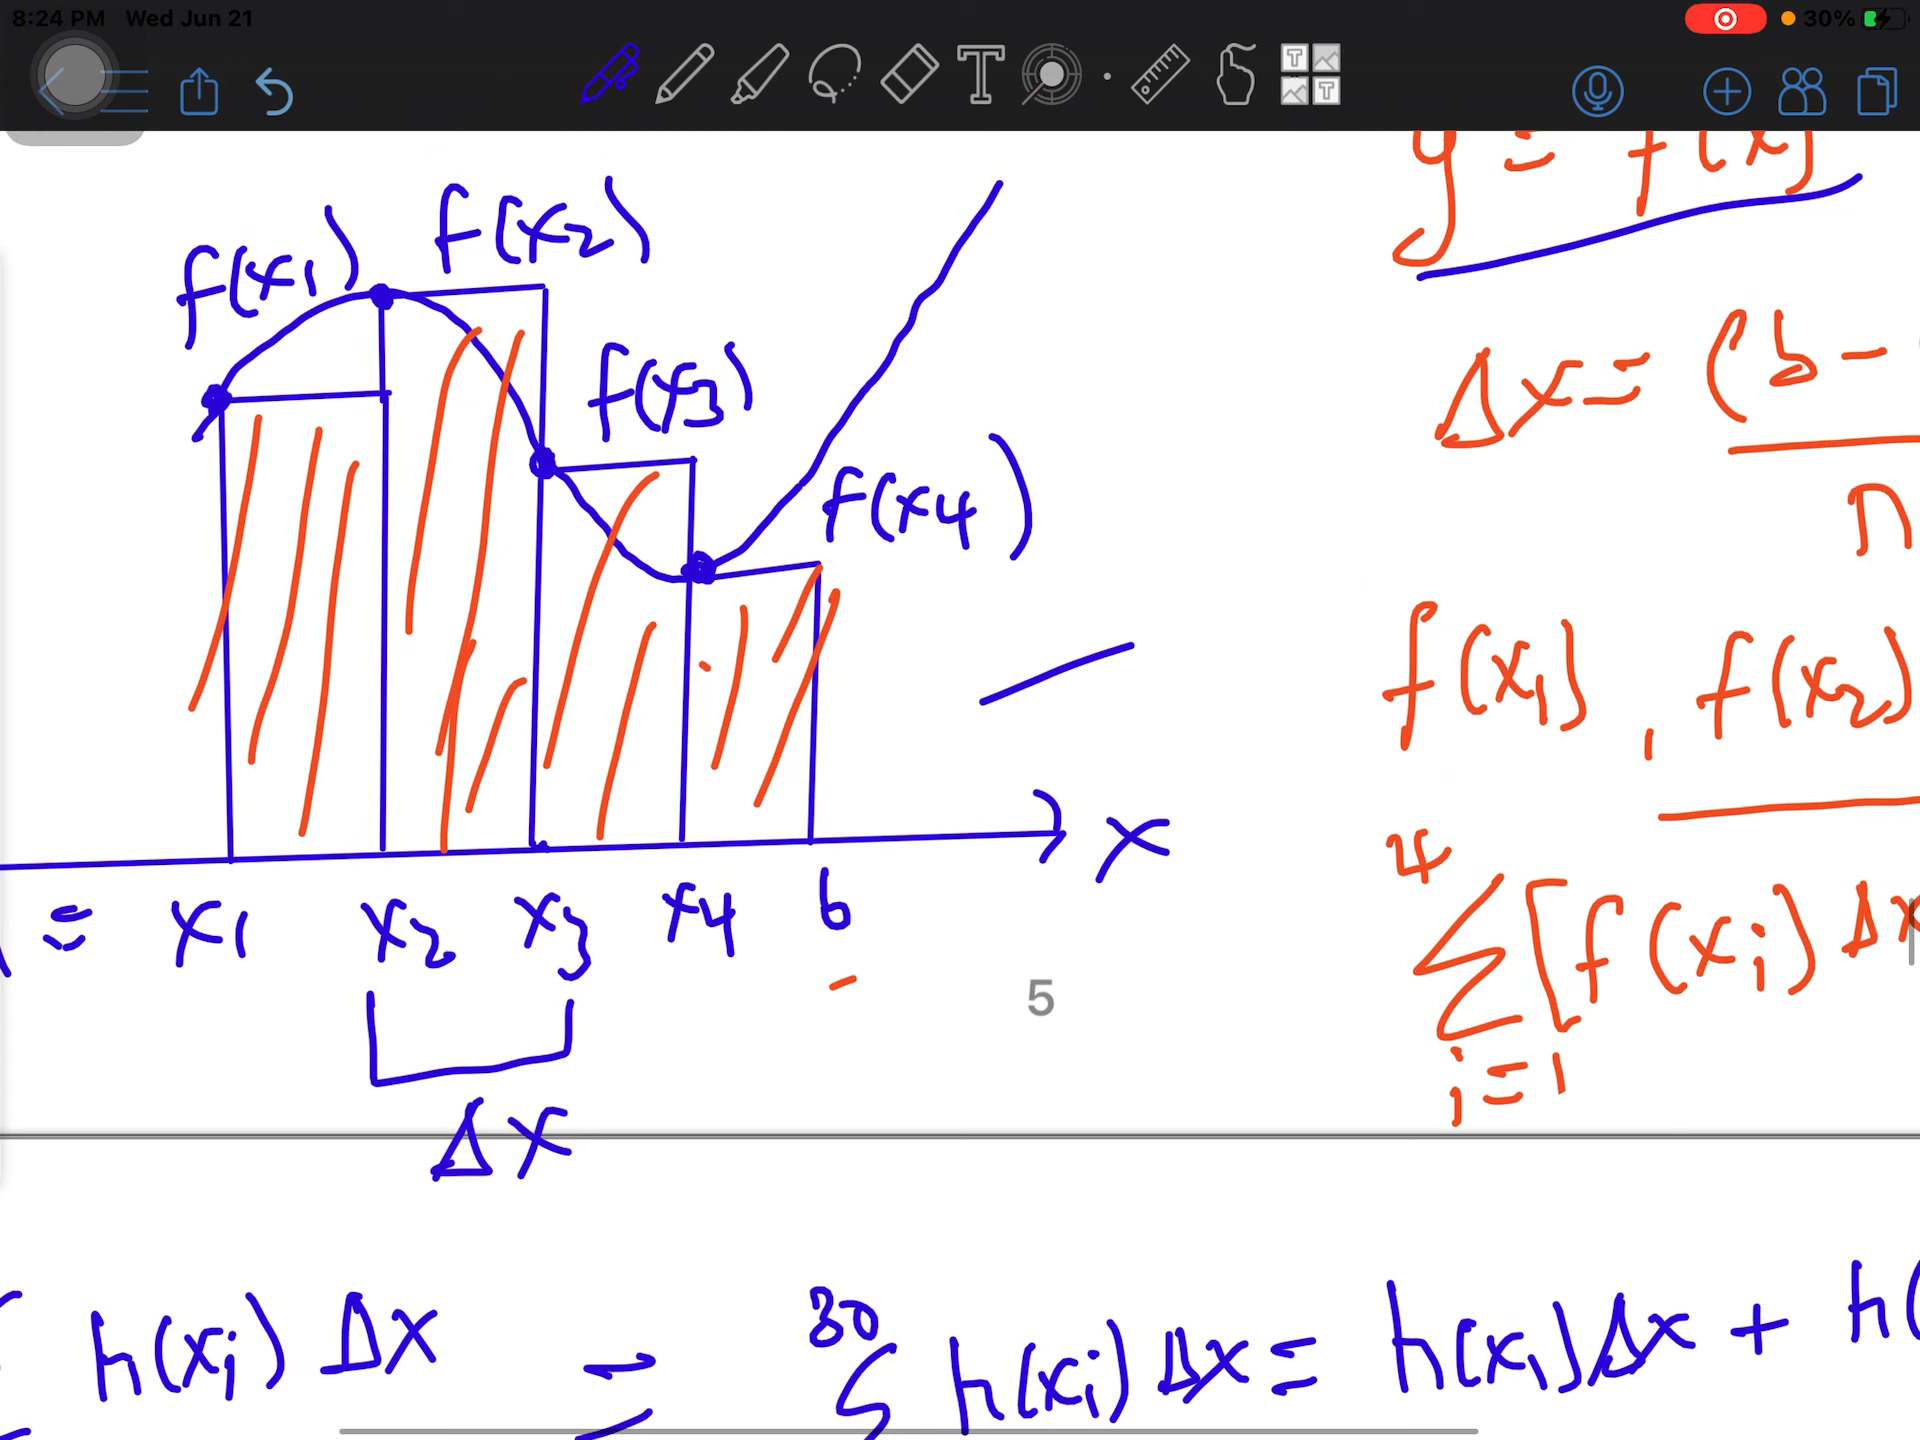 8:24 PM Wed Jun 21
30%
y = f(x)
f(x1) f(x2)
f(x3)
f(x4)
Δx = (b -
n
f(x1) , f(x2)
x
= x1 x2 x3 x4 b
4
Σ [f(xi) Δx
i=1
5
Δx
h(xi) Δx = 30 Σ h(xi) Δx = h(x1) Δx + h(